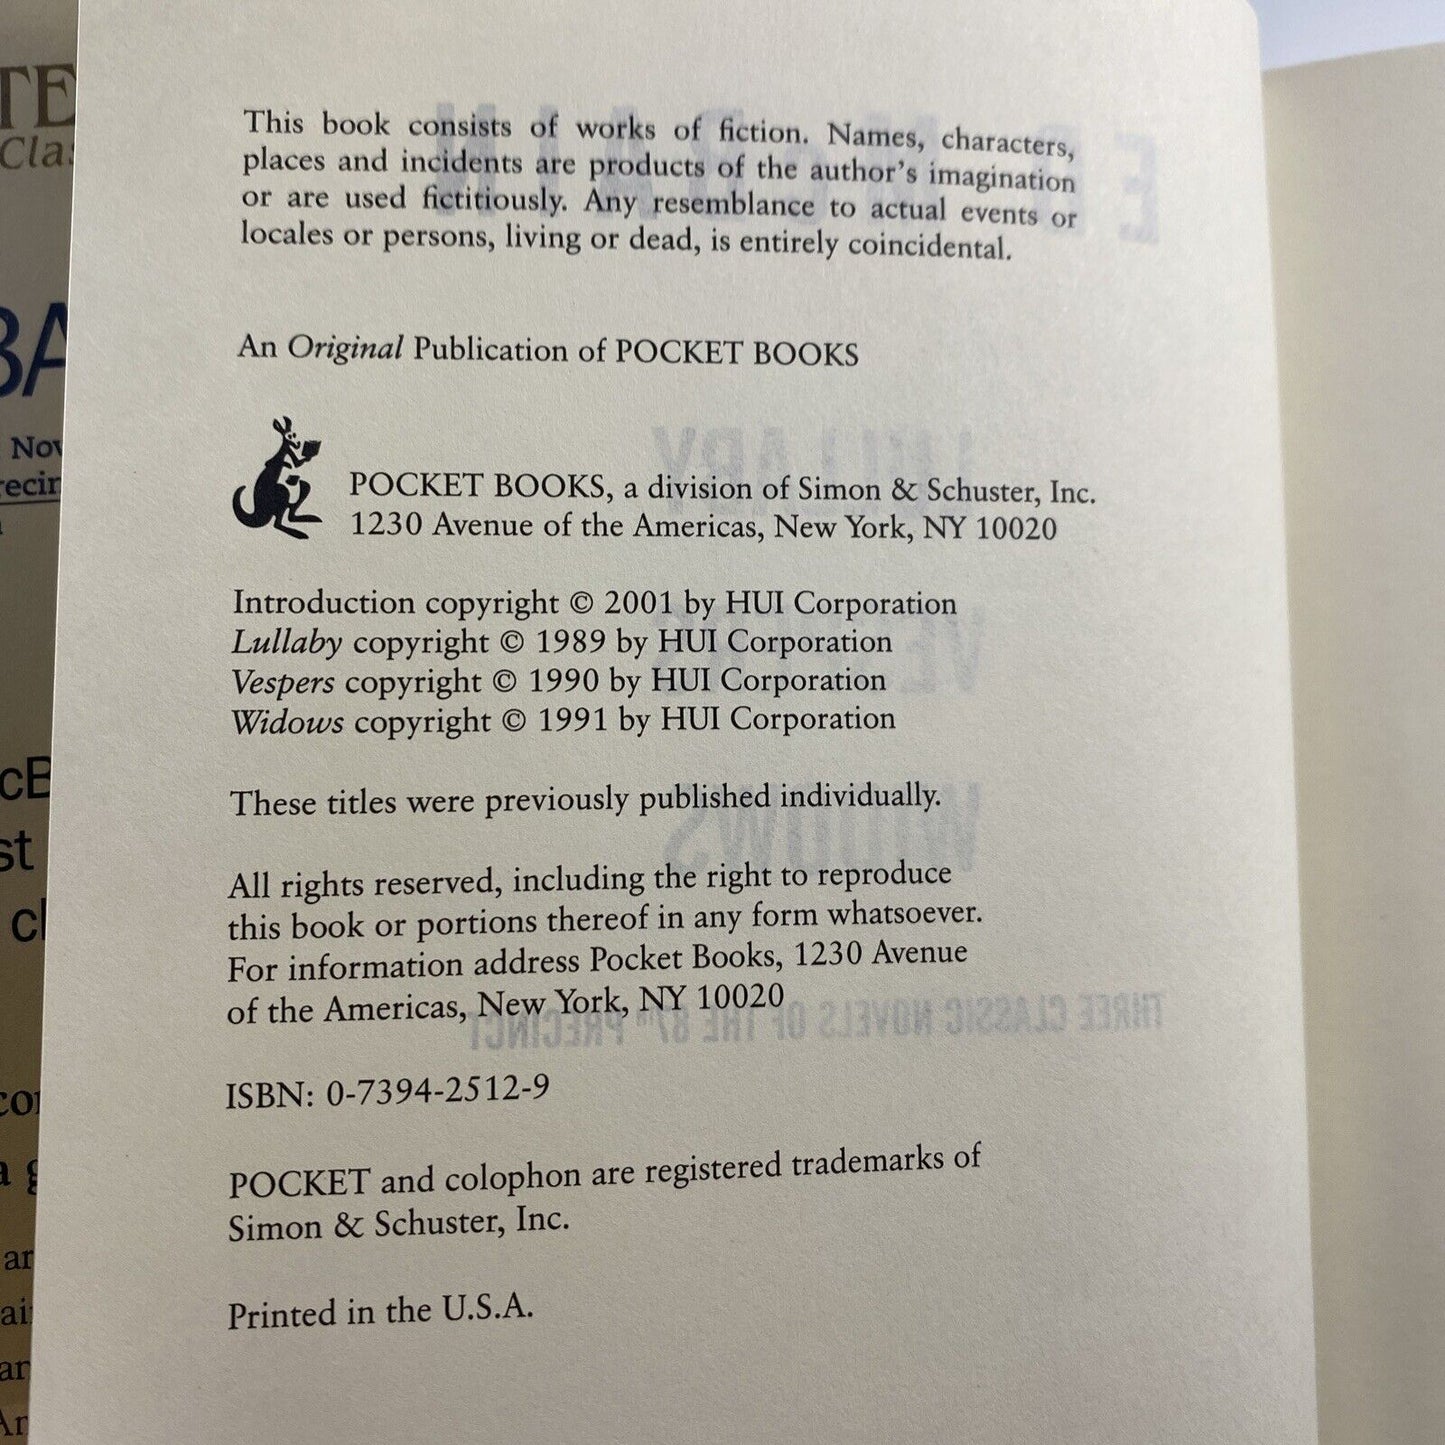 This book consists of works of fiction. Names, characters,
places and incidents are products of the author's imagination
or are used fictitiously. Any resemblance to actual events or
locales or persons, living or dead, is entirely coincidental.
An Original Publication of POCKET BOOKS
POCKET BOOKS, a division of Simon & Schuster, Inc.
1230 Avenue of the Americas, New York, NY 10020
Introduction copyright © 2001 by HUI Corporation
Lullaby copyright © 1989 by HUI Corporation
Vespers copyright © 1990 by HUI Corporation
Widows copyright © 1991 by HUI Corporation
These titles were previously published individually.
All rights reserved, including the right to reproduce
this book or portions thereof in any form whatsoever.
For information address Pocket Books, 1230 Avenue
of the Americas, New York, NY 10020
ISBN: 0-7394-2512-9
POCKET and colophon are registered trademarks of
Simon & Schuster, Inc.
Printed in the U.S.A.